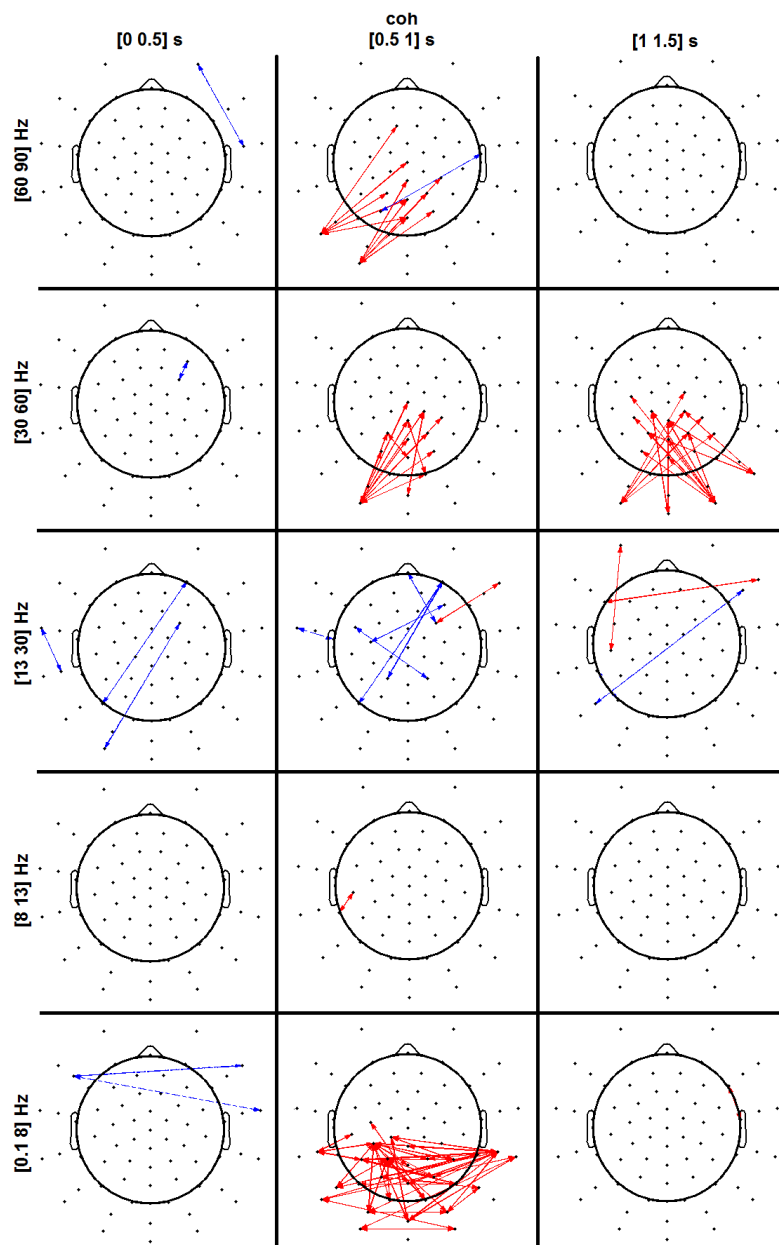 coh
[0 0.5] s
[0.5 1] s
[1 1.5] s
[60 90] Hz
[30 60] Hz
[13 30] Hz
[8 13] Hz
[0.1 8] Hz